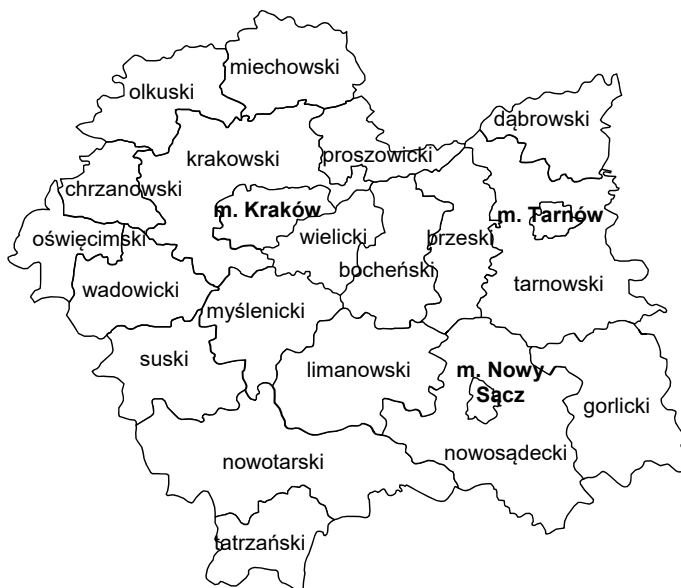 miechowski
olkuski
dąbrowski
krakowski
proszowicki
chrzanowski
m. Kraków
m. Tarnów
oświęcimski
wielicki
brzeski
bocheński
wadowicki
tarnowski
myślenicki
suski
limanowski
m. Nowy
Sącz
gorlicki
nowosądecki
nowotarski
tatrzański